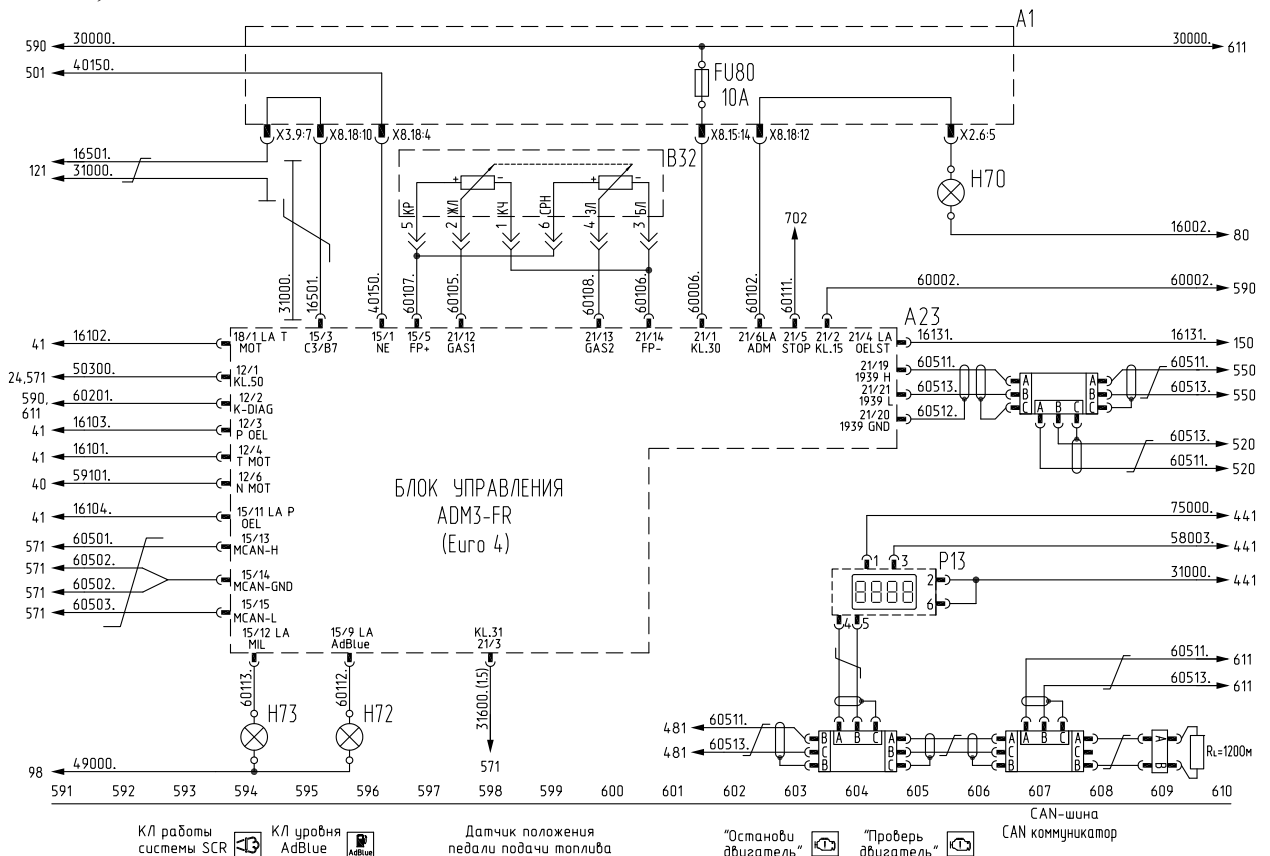 A1
590 30000. 30000. 611
501 40150.
FU80
10A
X3.9:7 X8.18:10 X8.18:4 X8.15:14 X8.18:12 X2.6:5
121 16501.
31000.
B32
+ - + -
5 КР 2 ЖЛ 1 КЧ 6 СРН 4 ЗЛ 3 БЛ
H70
702
16002. 80
31000. 16501. 40150. 60107. 60105. 60108. 60106. 60006. 60102. 60111.
60002. 60002. 590
A23
41 16102. 18/1 LA T
MOT
15/3
C3/B7
15/1
NE
15/5
FP+
21/12
GAS1
21/13
GAS2
21/14
FP-
21/1
KL.30
21/6LA
ADM
21/5
STOP
21/2
KL.15
21/4 LA
OELST
16131. 150
24,571 50300. 12/1
KL.50
590,
611
60201. 12/2
K-DIAG
41 16103. 12/3
P OEL
41 16101. 12/4
T MOT
40 59101. 12/6
N MOT
41 16104. 15/11 LA P
OEL
571 60501. 15/13
MCAN-H
571 60502. 15/14
MCAN-GND
571 60502.
571 60503. 15/15
MCAN-L
21/19
1939 H
60511.
21/21
1939 L
60513.
21/20
1939 GND
60512.
A B C A B C A B C
60511. 550
60513. 550
60513. 520
60511. 520
БЛОК УПРАВЛЕНИЯ
ADM3-FR
(Euro 4)
75000. 441
58003. 441
1 3 P13
8888 2 31000. 441
6
4 5
15/12 LA
MIL
15/9 LA
AdBlue
KL.31
21/3
60113. 60112. 31600.(1.5)
H73 H72
571
98 49000.
60511. 611
60513. 611
481 60511.
481 60513.
B C B A B C A C B
A C B A B C A C B
A B
RL=120Ом
591 592 593 594 595 596 597 598 599 600 601 602 603 604 605 606 607 608 609 610
КЛ работы
системы SCR
КЛ уровня
AdBlue
AdBlue
Датчик положения
педали подачи топлива
"Останови
двигатель"
"Проверь
двигатель"
CAN-шина
CAN коммуникатор